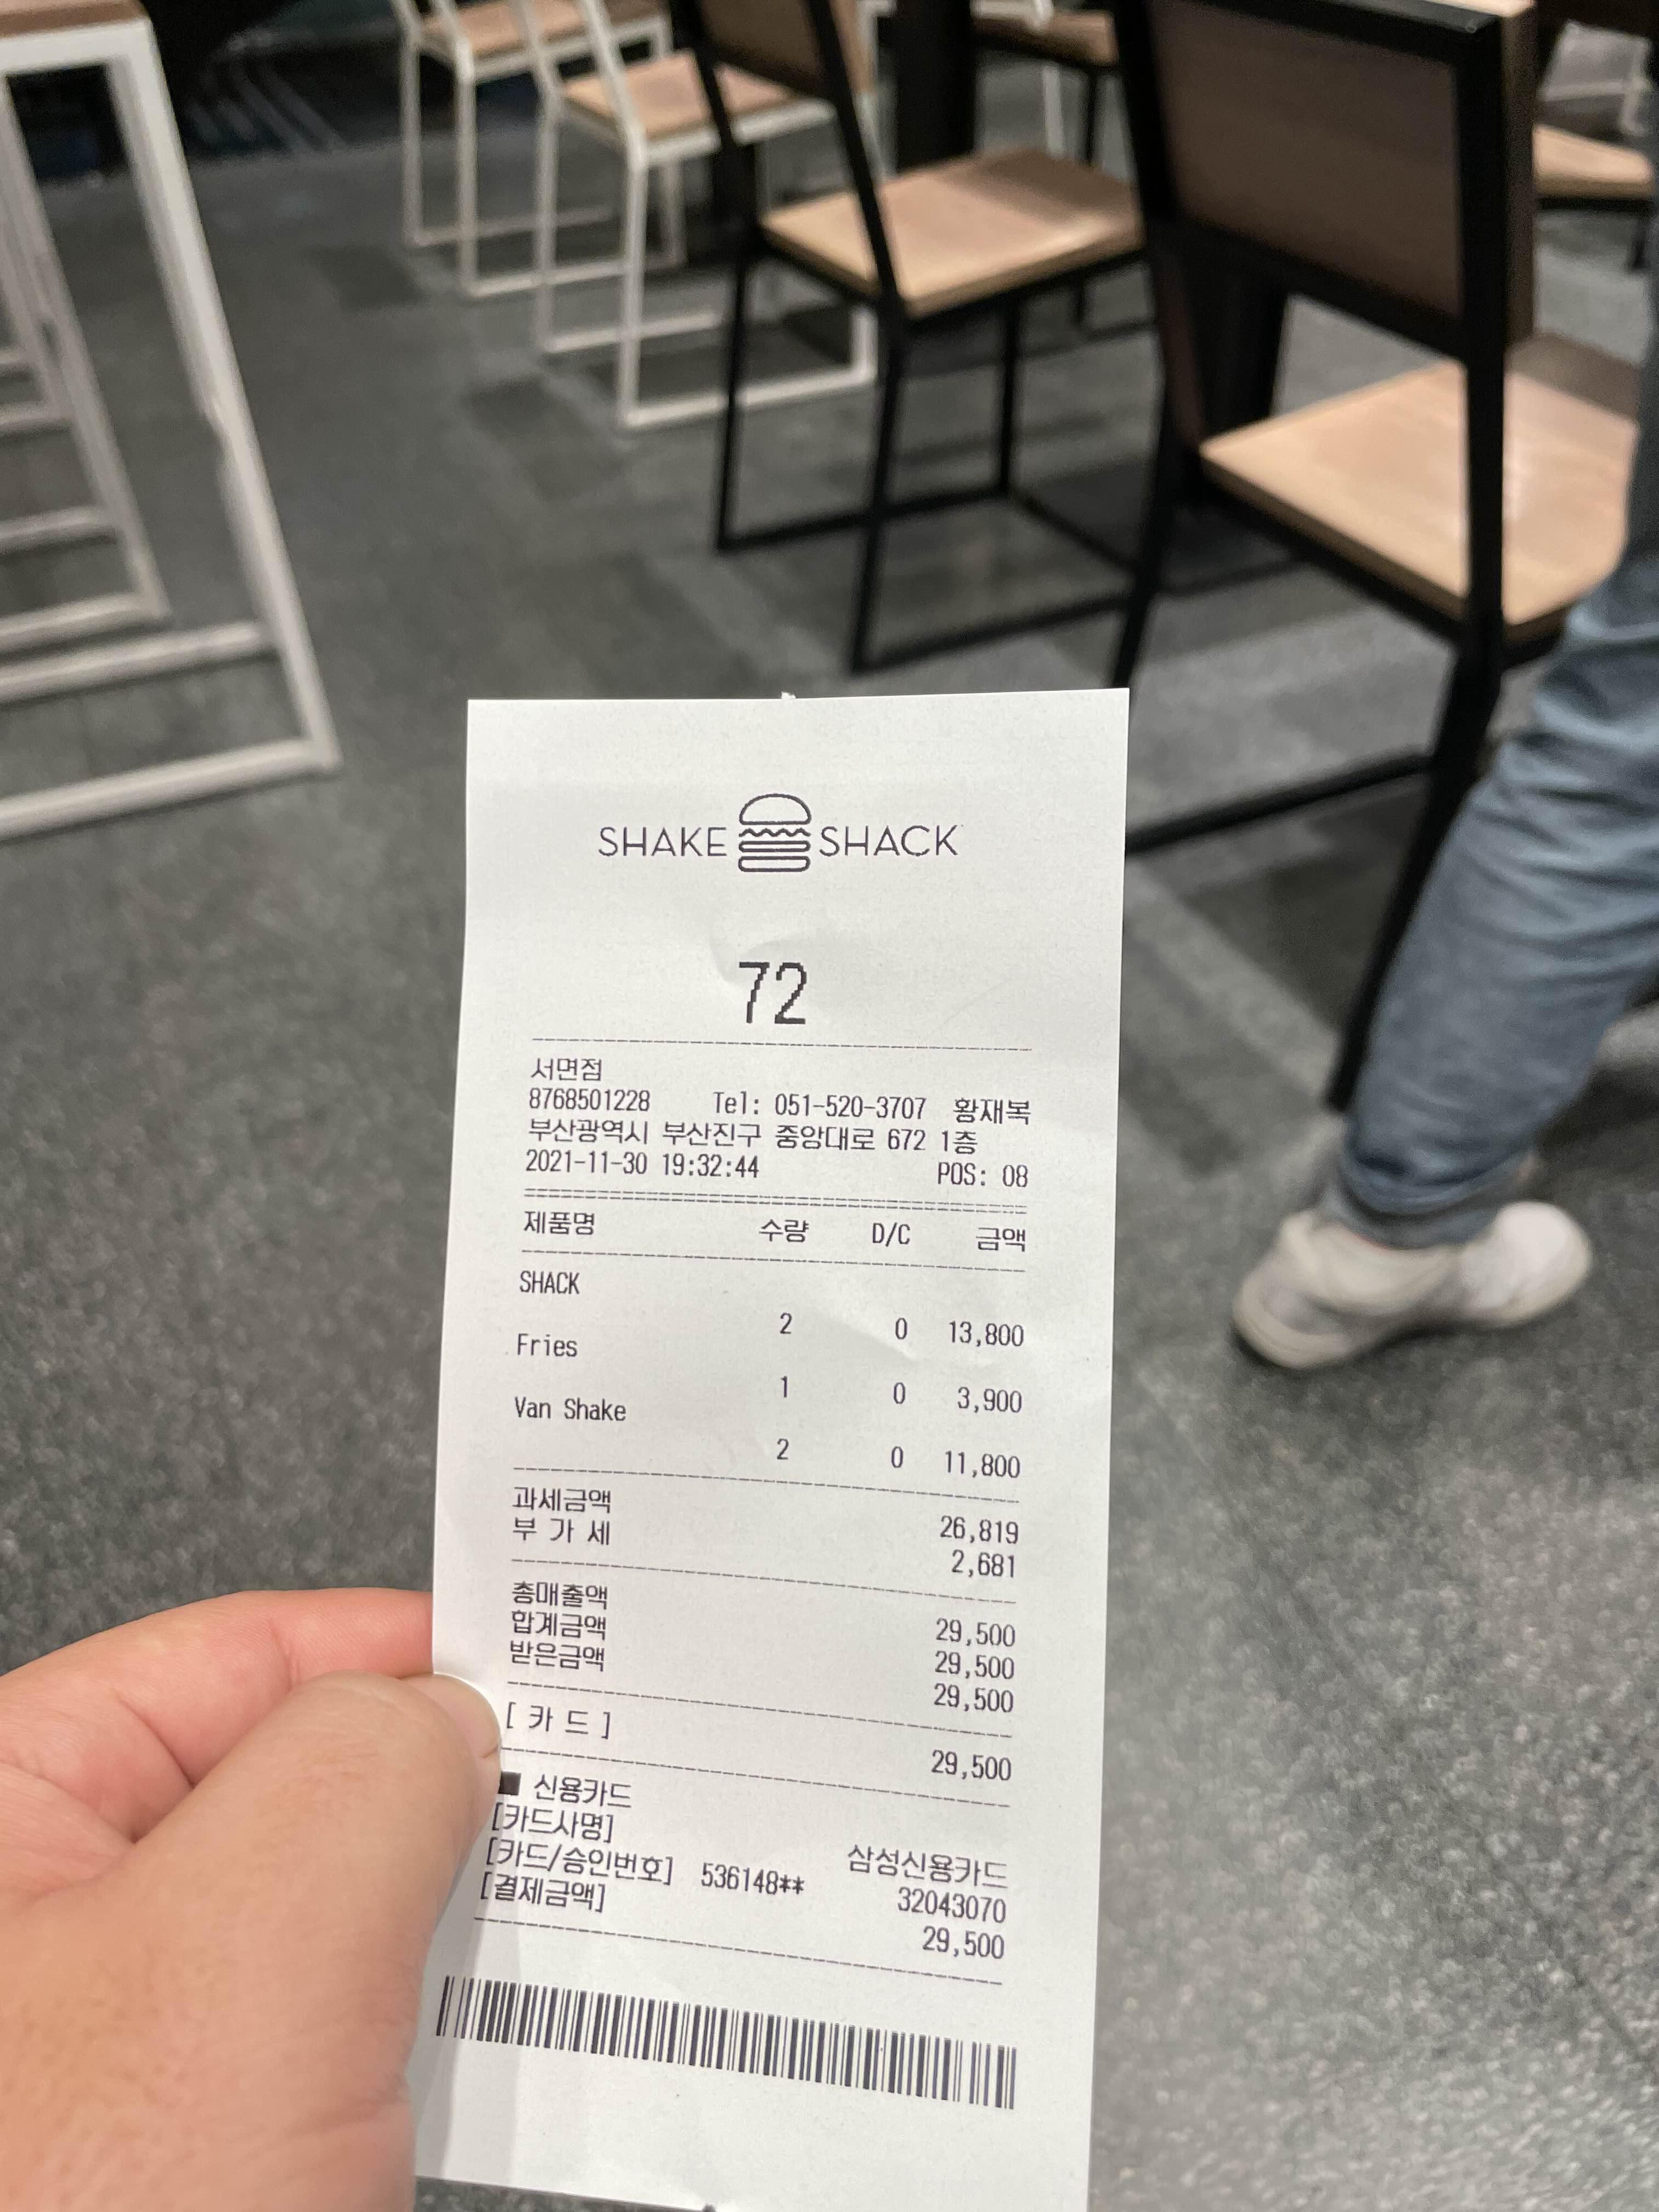 SHAKE SHACK
72
서면점
8768501228 Tel: 051-520-3707 황재복
부산광역시 부산진구 중앙대로 672 1층
2021-11-30 19:32:44 POS: 08
제품명 수량 D/C 금액
SHACK
2 0 13,800
Fries
1 0 3,900
Van Shake
2 0 11,800
과세금액 26,819
부 가 세 2,681
총매출액 29,500
합계금액 29,500
받은금액 29,500
[ 카 드 ] 29,500
■ 신용카드
[카드사명] 삼성신용카드
[카드/승인번호] 536148** 32043070
[결제금액] 29,500